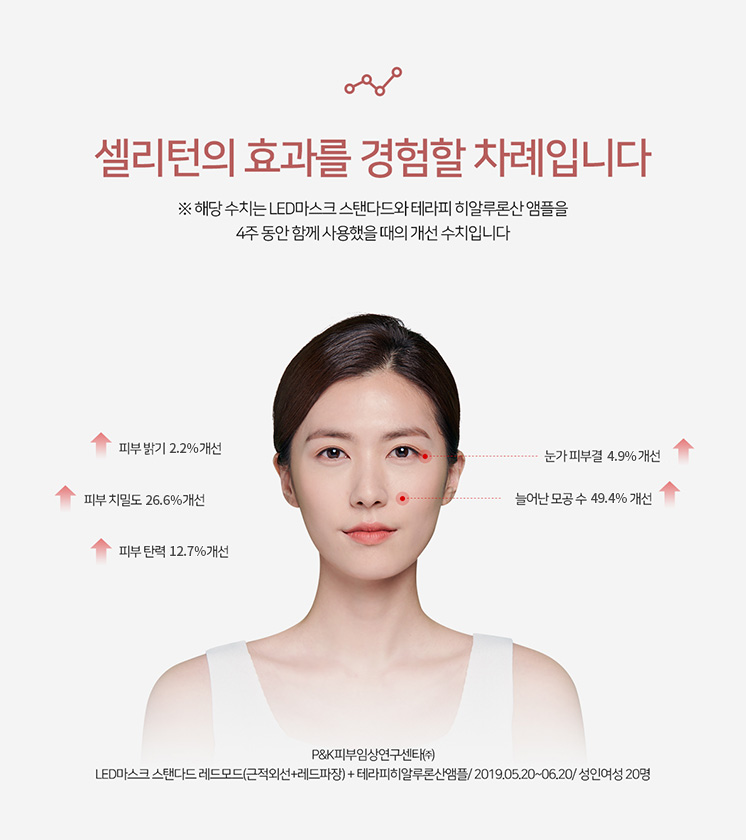 셀리턴의 효과를 경험할 차례입니다
※ 해당 수치는 LED마스크 스탠다드와 테라피 히알루론산 앰플을
4주 동안 함께 사용했을 때의 개선 수치입니다
피부 밝기 2.2%개선
눈가 피부결 4.9%개선
피부 치밀도 26.6%개선
늘어난 모공 수 49.4% 개선
피부 탄력 12.7%개선
P&K피부임상연구센타㈜
LED마스크 스탠다드 레드모드(근적외선+레드파장) + 테라피히알루론산앰플/ 2019.05.20~06.20/ 성인여성 20명